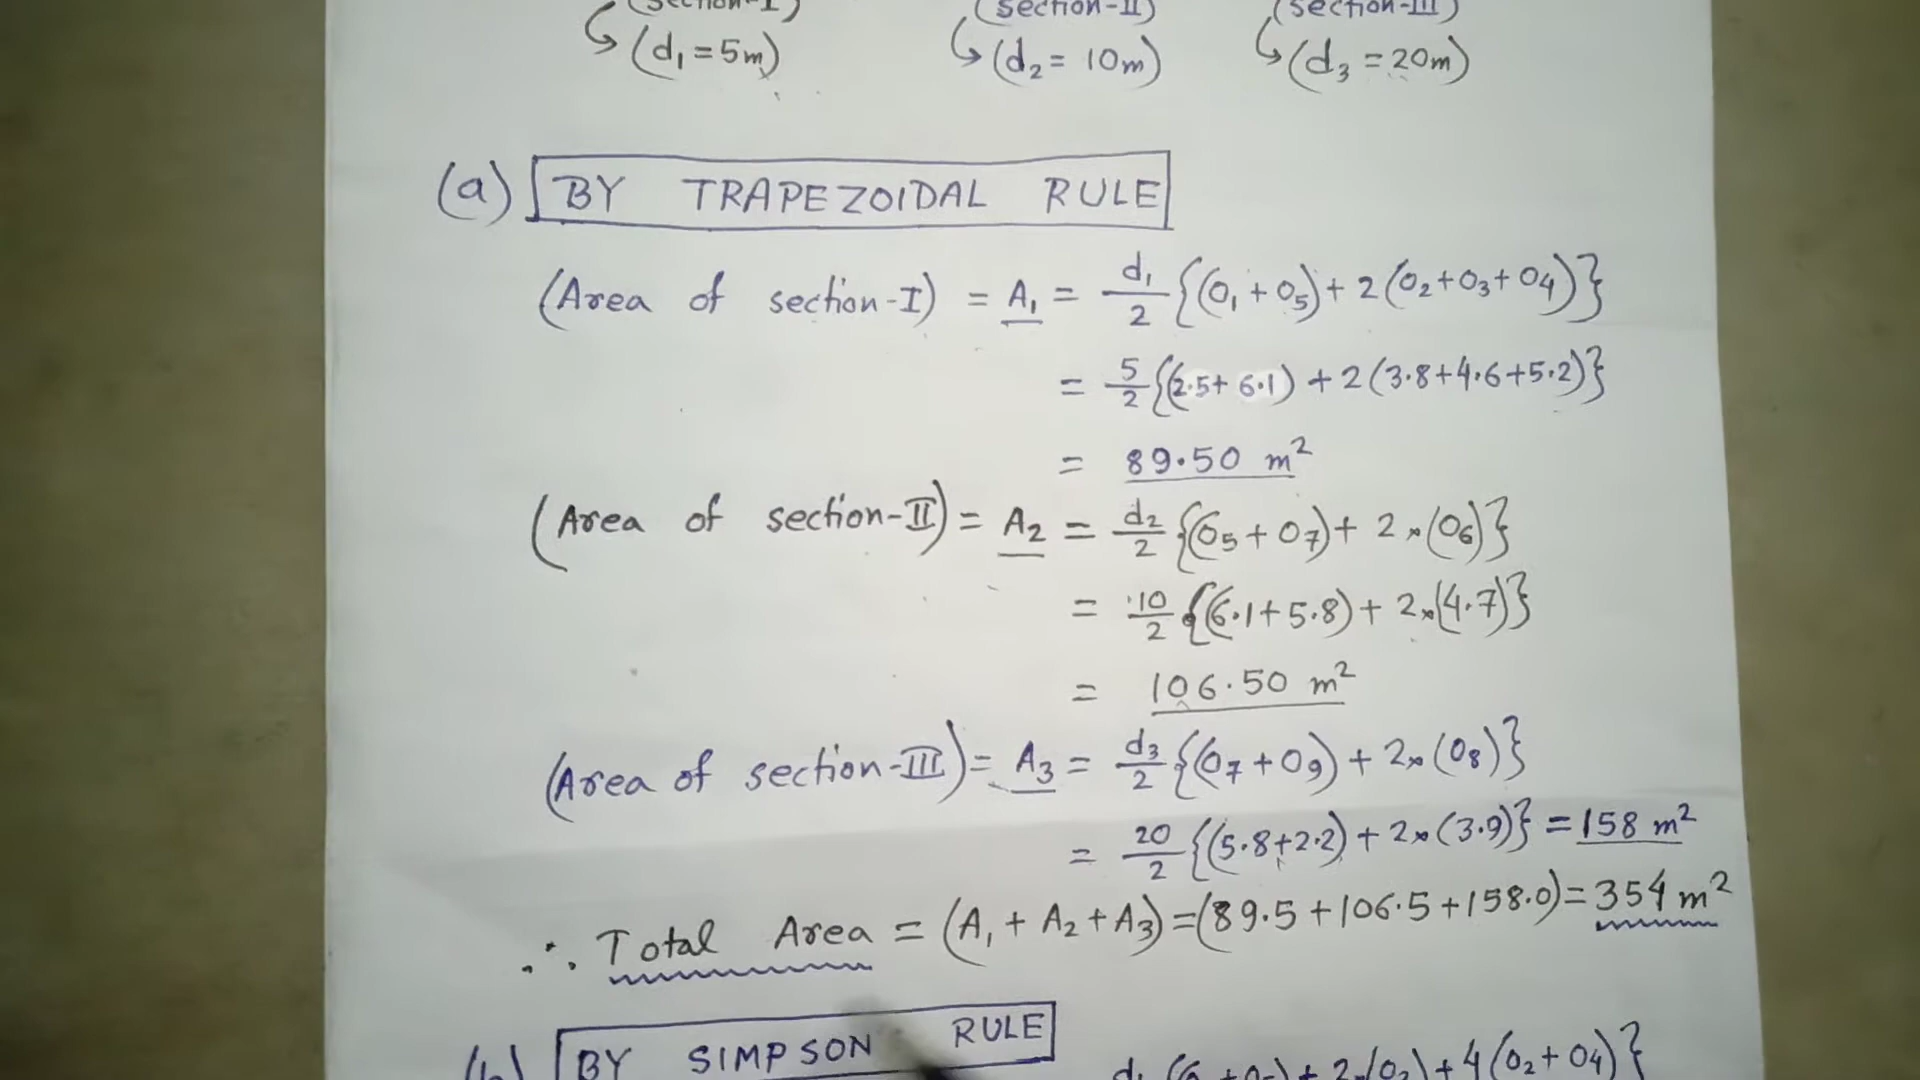 (Section-I) (Section-II) (Section-III)
(d₁ = 5m) (d₂ = 10m) (d₃ = 20m)
(a) BY TRAPEZOIDAL RULE
(Area of section-I) = A₁ = d₁/2 {(O₁ + O₅) + 2 (O₂+O₃+O₄)}
= 5/2 {(2.5+ 6.1) + 2 (3.8+4.6+5.2)}
= 89.50 m²
(Area of section-II) = A₂ = d₂/2 {(O₅ + O₇) + 2 × (O₆)}
= 10/2 {(6.1+5.8) + 2×(4.7)}
= 106.50 m²
(Area of section-III) = A₃ = d₃/2 {(O₇ + O₉) + 2× (O₈)}
= 20/2 {(5.8+2.2) + 2× (3.9)} = 158 m²
∴ Total Area = (A₁ + A₂ + A₃) = (89.5 + 106.5 + 158.0) = 354 m²
BY SIMPSON RULE
+ 4 (O₂ + O₄)}